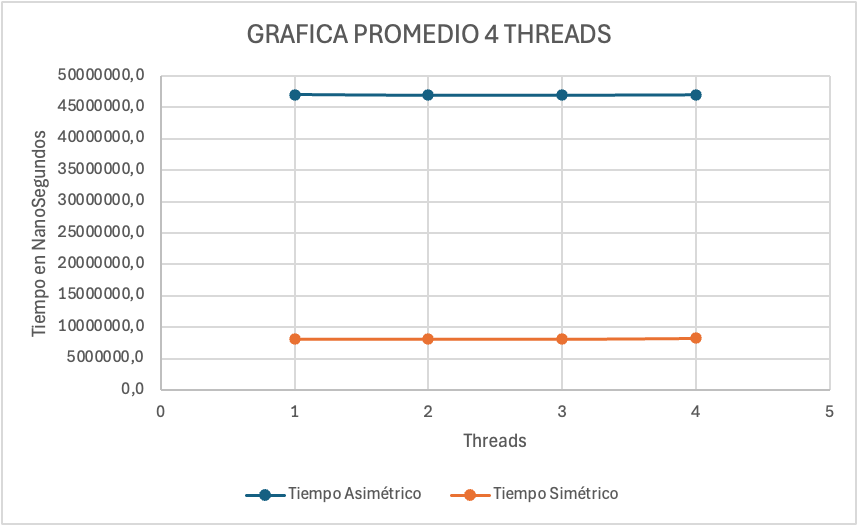 GRAFICA PROMEDIO 4 THREADS
Tiempo en NanoSegundos
50000000,0
45000000,0
40000000,0
35000000,0
30000000,0
25000000,0
20000000,0
15000000,0
10000000,0
5000000,0
0,0
0 1 2 3 4 5
Threads
Tiempo Asimétrico Tiempo Simétrico